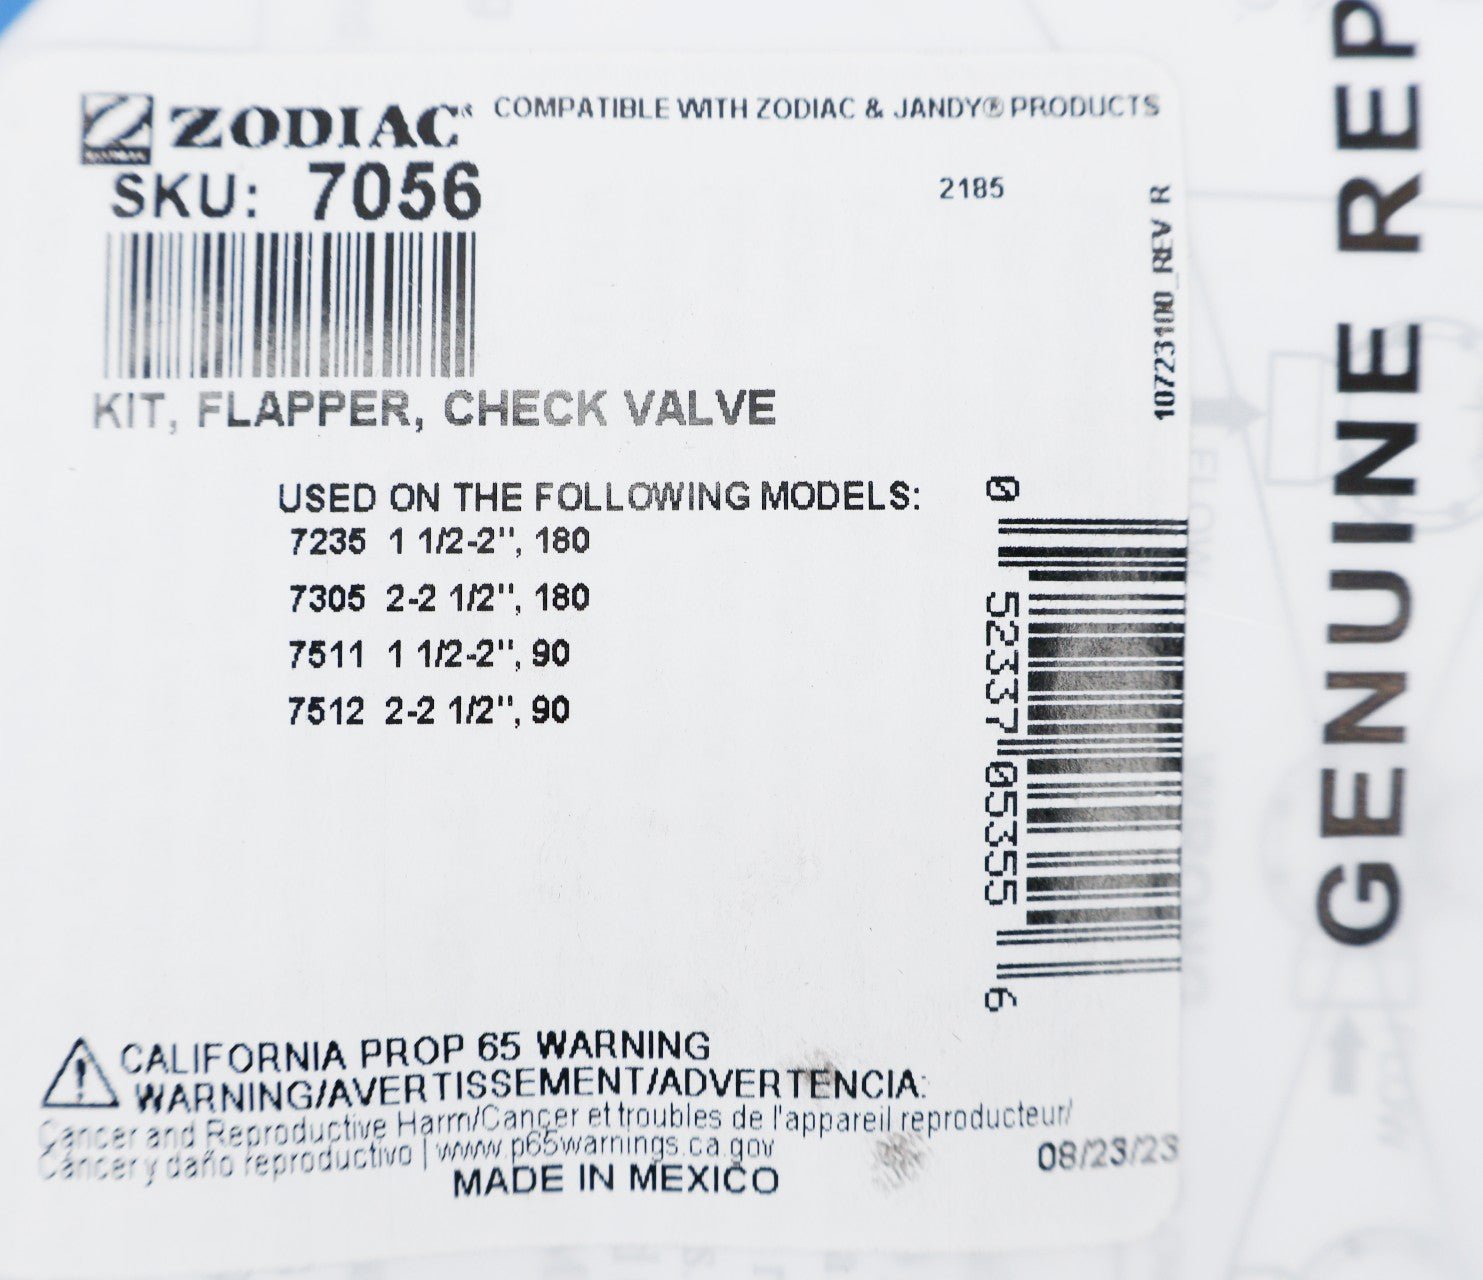 ZODIAC
COMPATIBLE WITH ZODIAC & JANDY® PRODUCTS
SKU: 7056
2185
10723100_REV R
KIT, FLAPPER, CHECK VALVE
USED ON THE FOLLOWING MODELS:
7235 1 1/2-2", 180
7305 2-2 1/2", 180
7511 1 1/2-2", 90
7512 2-2 1/2", 90
0 52337 05355 6
CALIFORNIA PROP 65 WARNING
WARNING/AVERTISSEMENT/ADVERTENCIA:
Cancer and Reproductive Harm/Cancer et troubles de l'appareil reproducteur/
Cáncer y daño reproductivo | www.p65warnings.ca.gov
MADE IN MEXICO
08/23/23
GENUINE REP
FLOW
WRONG
FLOW